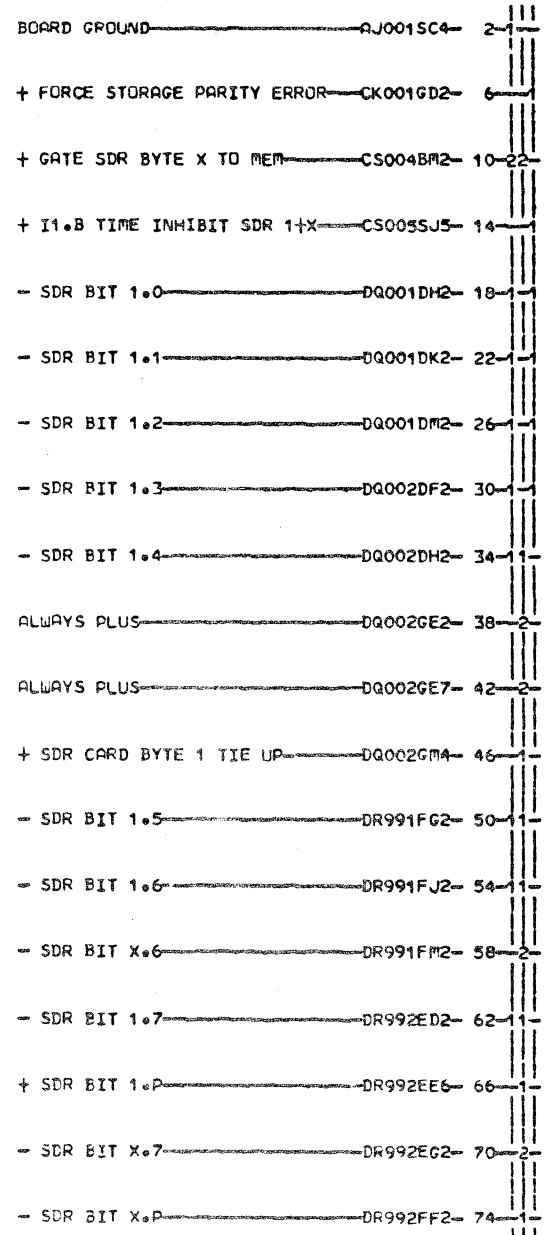 BOARD GROUND AJ001SC4- 2-1-
+ FORCE STORAGE PARITY ERROR CK001GD2- 6-1
+ GATE SDR BYTE X TO MEM CS004BM2- 10-22-
+ I1.B TIME INHIBIT SDR 1+X CS005SJ5- 14-1
- SDR BIT 1.0 DQ001DH2- 18-1-1
- SDR BIT 1.1 DQ001DK2- 22-1-1
- SDR BIT 1.2 DQ001DM2- 26-1-1
- SDR BIT 1.3 DQ002DF2- 30-1-1
- SDR BIT 1.4 DQ002DH2- 34-11-
ALWAYS PLUS DQ002GE2- 38-2-
ALWAYS PLUS DQ002GE7- 42-2-
+ SDR CARD BYTE 1 TIE UP DQ002GM4- 46-1-
- SDR BIT 1.5 DR991FG2- 50-11-
- SDR BIT 1.6 DR991FJ2- 54-11-
- SDR BIT X.6 DR991FM2- 58-2-
- SDR BIT 1.7 DR992ED2- 62-11-
+ SDR BIT 1.P DR992EE6- 66-1-
- SDR BIT X.7 DR992EG2- 70-2-
- SDR BIT X.P DR992FF2- 74-1-